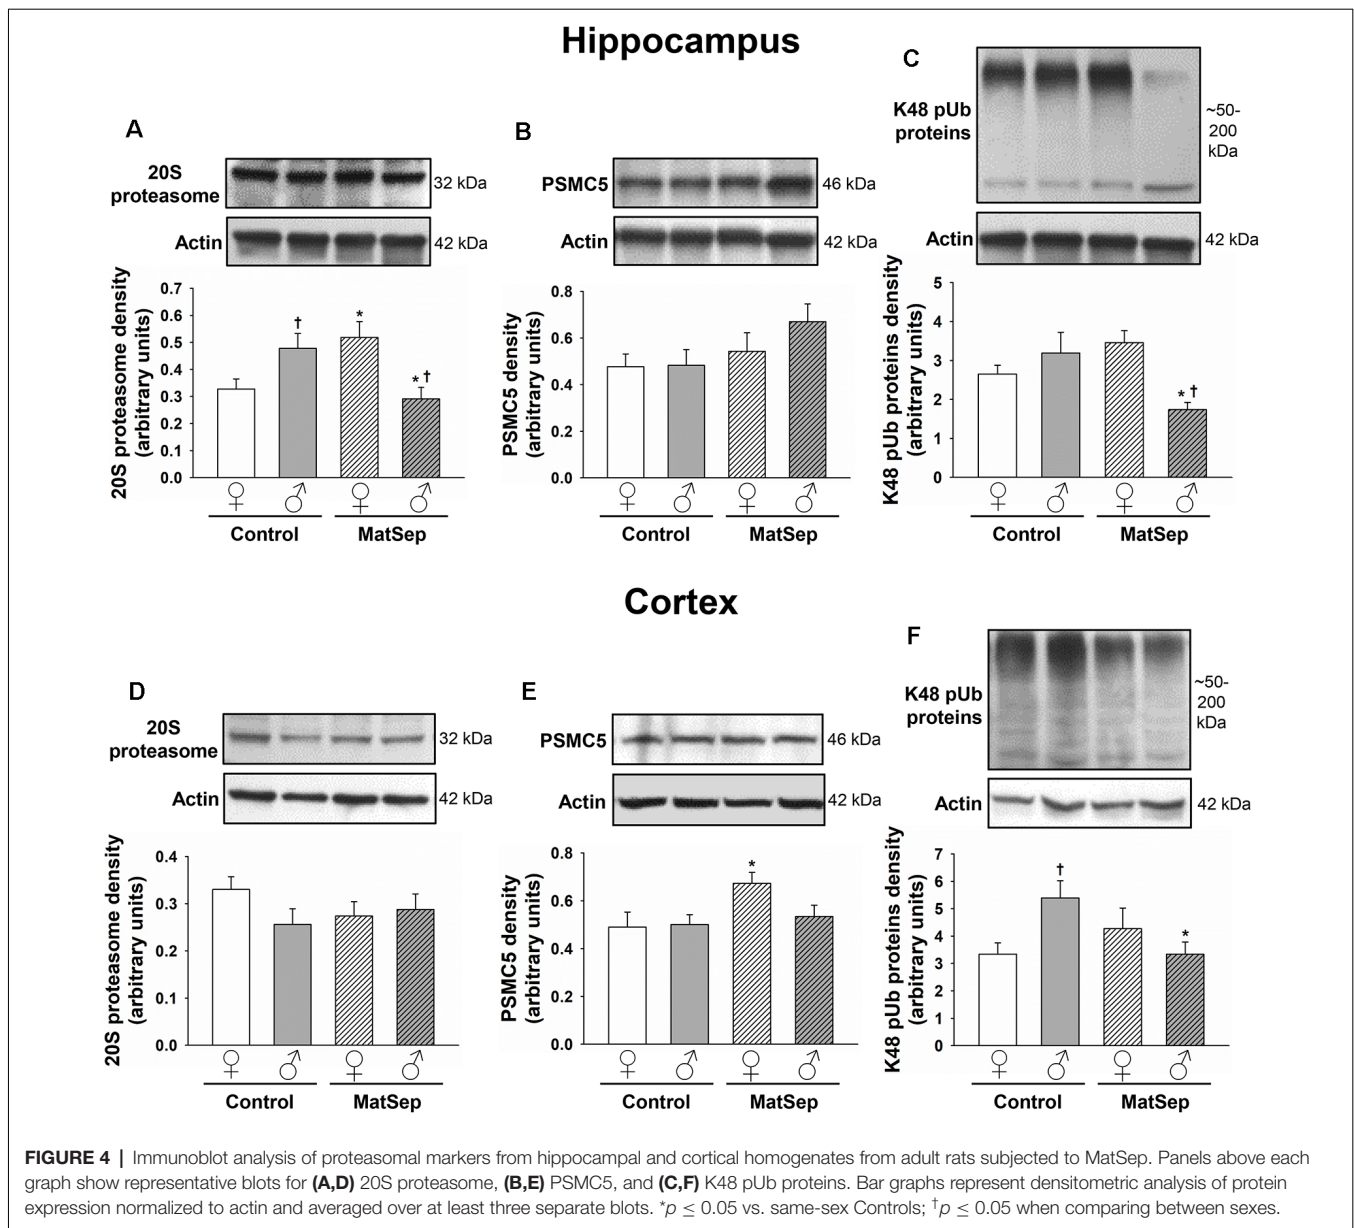 Hippocampus
A
20S
proteasome
32 kDa
Actin
42 kDa
20S proteasome density
(arbitrary units)
0.7
0.6
0.5
0.4
0.3
0.2
0.1
0.0
†
*
* †
♀ ♂ ♀ ♂
Control MatSep
B
PSMC5
46 kDa
Actin
42 kDa
PSMC5 density
(arbitrary units)
0.8
0.6
0.4
0.2
0.0
♀ ♂ ♀ ♂
Control MatSep
C
K48 pUb
proteins
~50-
200
kDa
Actin
42 kDa
K48 pUb proteins density
(arbitrary units)
5
4
3
2
1
0
* †
♀ ♂ ♀ ♂
Control MatSep
Cortex
D
20S
proteasome
32 kDa
Actin
42 kDa
20S proteasome density
(arbitrary units)
0.4
0.3
0.2
0.1
0.0
♀ ♂ ♀ ♂
Control MatSep
E
PSMC5
46 kDa
Actin
42 kDa
PSMC5 density
(arbitrary units)
0.8
0.6
0.4
0.2
0.0
*
♀ ♂ ♀ ♂
Control MatSep
F
K48 pUb
proteins
~50-
200
kDa
Actin
42 kDa
K48 pUb proteins density
(arbitrary units)
7
6
5
4
3
2
1
0
†
*
♀ ♂ ♀ ♂
Control MatSep
FIGURE 4 | Immunoblot analysis of proteasomal markers from hippocampal and cortical homogenates from adult rats subjected to MatSep. Panels above each
graph show representative blots for (A,D) 20S proteasome, (B,E) PSMC5, and (C,F) K48 pUb proteins. Bar graphs represent densitometric analysis of protein
expression normalized to actin and averaged over at least three separate blots. *p ≤ 0.05 vs. same-sex Controls; †p ≤ 0.05 when comparing between sexes.